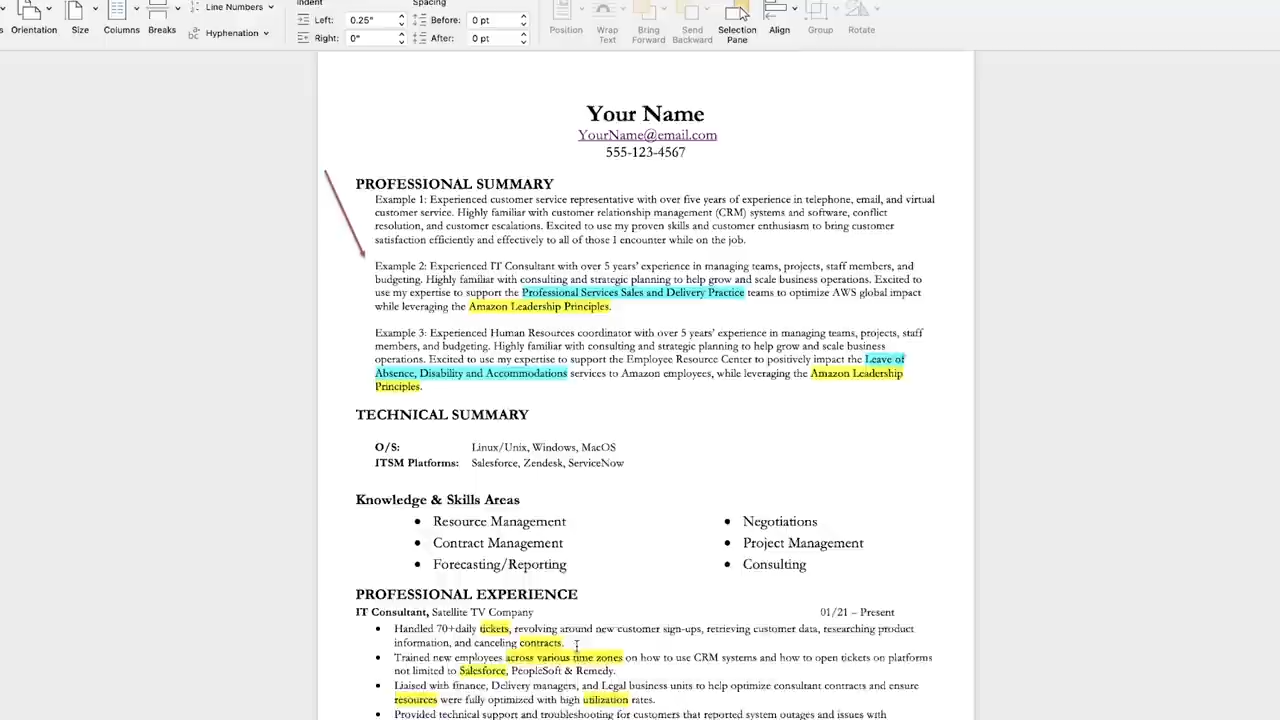 Line Numbers
Indent
Spacing
Left: 0.25"
Before: 0 pt
Orientation
Size
Columns
Breaks
Hyphenation
Right: 0"
After: 0 pt
Position
Wrap Text
Bring Forward
Send Backward
Selection Pane
Align
Group
Rotate
Your Name
YourName@email.com
555-123-4567
PROFESSIONAL SUMMARY
Example 1: Experienced customer service representative with over five years of experience in telephone, email, and virtual
customer service. Highly familiar with customer relationship management (CRM) systems and software, conflict
resolution, and customer escalations. Excited to use my proven skills and customer enthusiasm to bring customer
satisfaction efficiently and effectively to all of those I encounter while on the job.
Example 2: Experienced IT Consultant with over 5 years' experience in managing teams, projects, staff members, and
budgeting. Highly familiar with consulting and strategic planning to help grow and scale business operations. Excited to
use my expertise to support the Professional Services Sales and Delivery Practice teams to optimize AWS global impact
while leveraging the Amazon Leadership Principles.
Example 3: Experienced Human Resources coordinator with over 5 years' experience in managing teams, projects, staff
members, and budgeting. Highly familiar with consulting and strategic planning to help grow and scale business
operations. Excited to use my expertise to support the Employee Resource Center to positively impact the Leave of
Absence, Disability and Accommodations services to Amazon employees, while leveraging the Amazon Leadership
Principles.
TECHNICAL SUMMARY
O/S: Linux/Unix, Windows, MacOS
ITSM Platforms: Salesforce, Zendesk, ServiceNow
Knowledge & Skills Areas
• Resource Management
• Negotiations
• Contract Management
• Project Management
• Forecasting/Reporting
• Consulting
PROFESSIONAL EXPERIENCE
IT Consultant, Satellite TV Company 01/21 – Present
• Handled 70+daily tickets, revolving around new customer sign-ups, retrieving customer data, researching product
information, and canceling contracts.
• Trained new employees across various time zones on how to use CRM systems and how to open tickets on platforms
not limited to Salesforce, PeopleSoft & Remedy.
• Liaised with finance, Delivery managers, and Legal business units to help optimize consultant contracts and ensure
resources were fully optimized with high utilization rates.
• Provided technical support and troubleshooting for customers that reported system outages and issues with